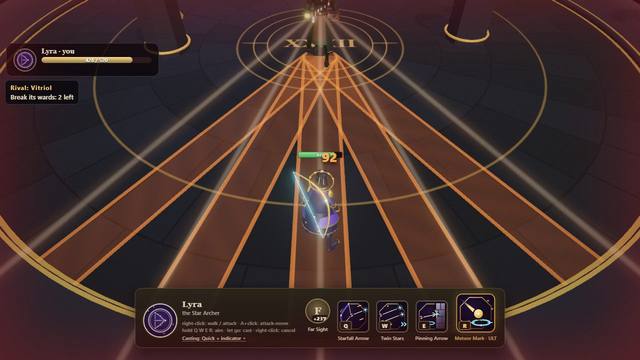 Lyra · you
Rival: Vitriol
Break its wards: 2 left
92
Lyra
the Star Archer
right-click: walk / attack · A+click: attack-move
hold Q W E R: aim · let go: cast · right-click: cancel
Casting: Quick + indicator
F
Far Sight
Q
Starfall Arrow
W
Twin Stars
E
Pinning Arrow
R
Meteor Mark · ULT